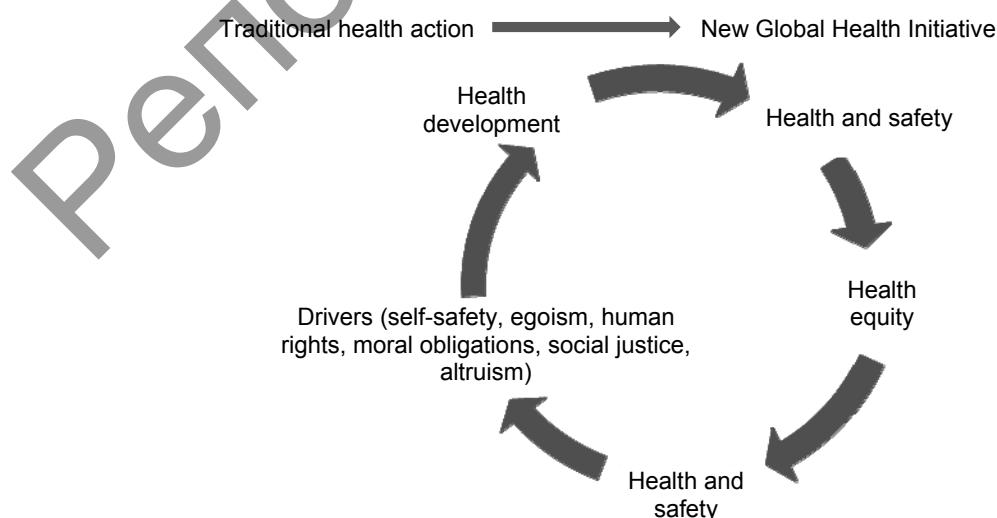 Репо
Traditional health action
New Global Health Initiative
Health
development
Health and safety
Health
equity
Drivers (self-safety, egoism, human
rights, moral obligations, social justice,
altruism)
Health and
safety